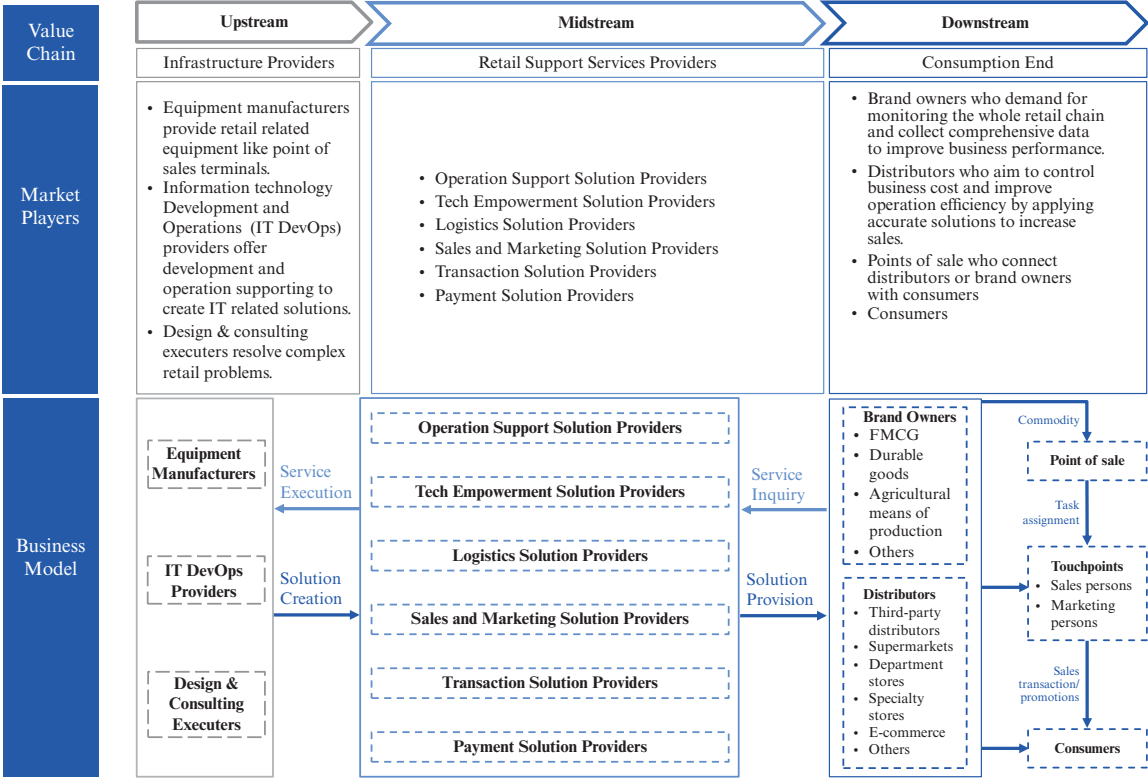 Value
Chain
Upstream
Midstream
Downstream
Infrastructure Providers
Retail Support Services Providers
Consumption End
Market
Players
• Equipment manufacturers
provide retail related
equipment like point of
sales terminals.
• Information technology
Development and
Operations (IT DevOps)
providers offer
development and
operation supporting to
create IT related solutions.
• Design & consulting
executers resolve complex
retail problems.
• Operation Support Solution Providers
• Tech Empowerment Solution Providers
• Logistics Solution Providers
• Sales and Marketing Solution Providers
• Transaction Solution Providers
• Payment Solution Providers
• Brand owners who demand for
monitoring the whole retail chain
and collect comprehensive data
to improve business performance.
• Distributors who aim to control
business cost and improve
operation efficiency by applying
accurate solutions to increase
sales.
• Points of sale who connect
distributors or brand owners
with consumers
• Consumers
Business
Model
Equipment
Manufacturers
IT DevOps
Providers
Design &
Consulting
Executers
Service
Execution
Solution
Creation
Operation Support Solution Providers
Tech Empowerment Solution Providers
Logistics Solution Providers
Sales and Marketing Solution Providers
Transaction Solution Providers
Payment Solution Providers
Service
Inquiry
Solution
Provision
Brand Owners
• FMCG
• Durable
goods
• Agricultural
means of
production
• Others
Distributors
• Third-party
distributors
• Supermarkets
• Department
stores
• Specialty
stores
• E-commerce
• Others
Commodity
Point of sale
Task
assignment
Touchpoints
• Sales persons
• Marketing
persons
Sales
transaction/
promotions
Consumers